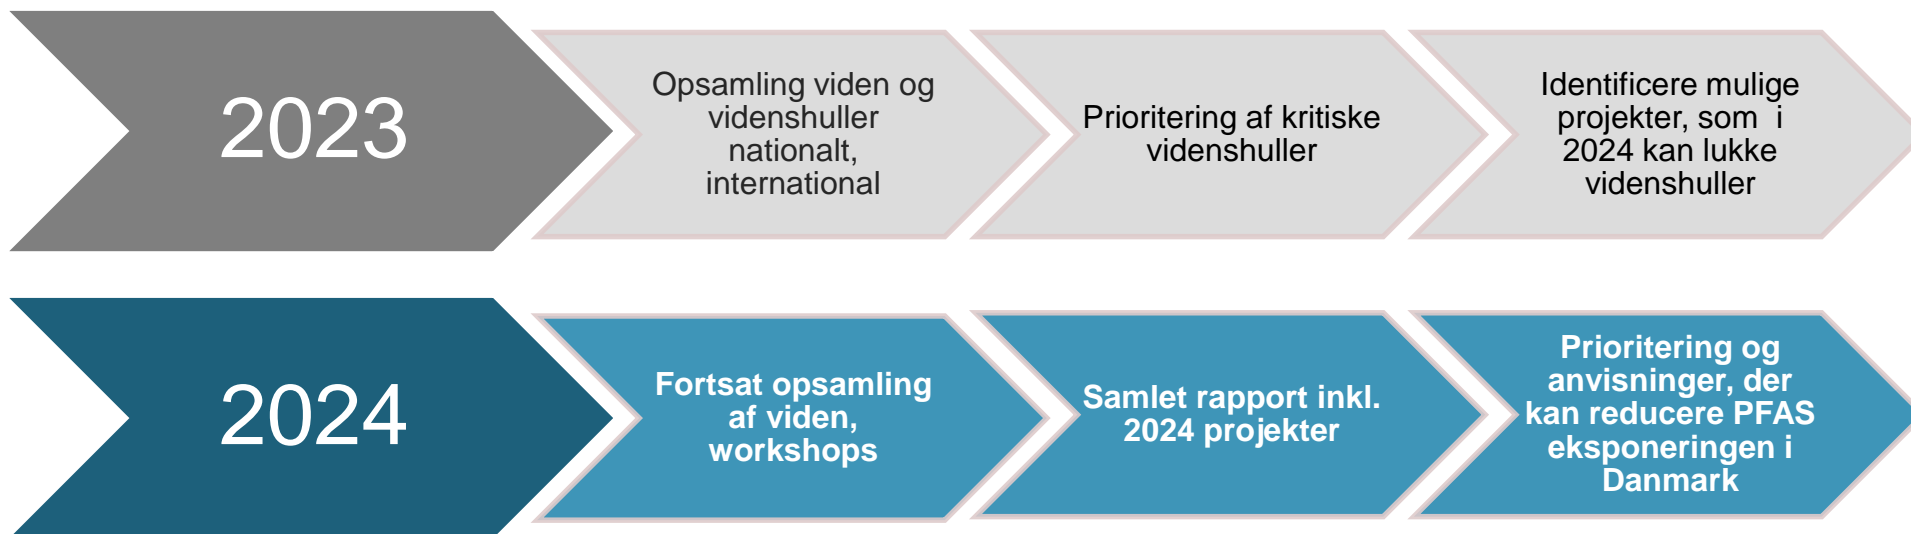 2023
Opsamling viden og
videnshuller
nationalt,
international
Prioritering af kritiske
videnshuller
Identificere mulige
projekter, som i
2024 kan lukke
videnshuller
2024
Fortsat opsamling
af viden,
workshops
Samlet rapport inkl.
2024 projekter
Prioritering og
anvisninger, der
kan reducere PFAS
eksponeringen i
Danmark